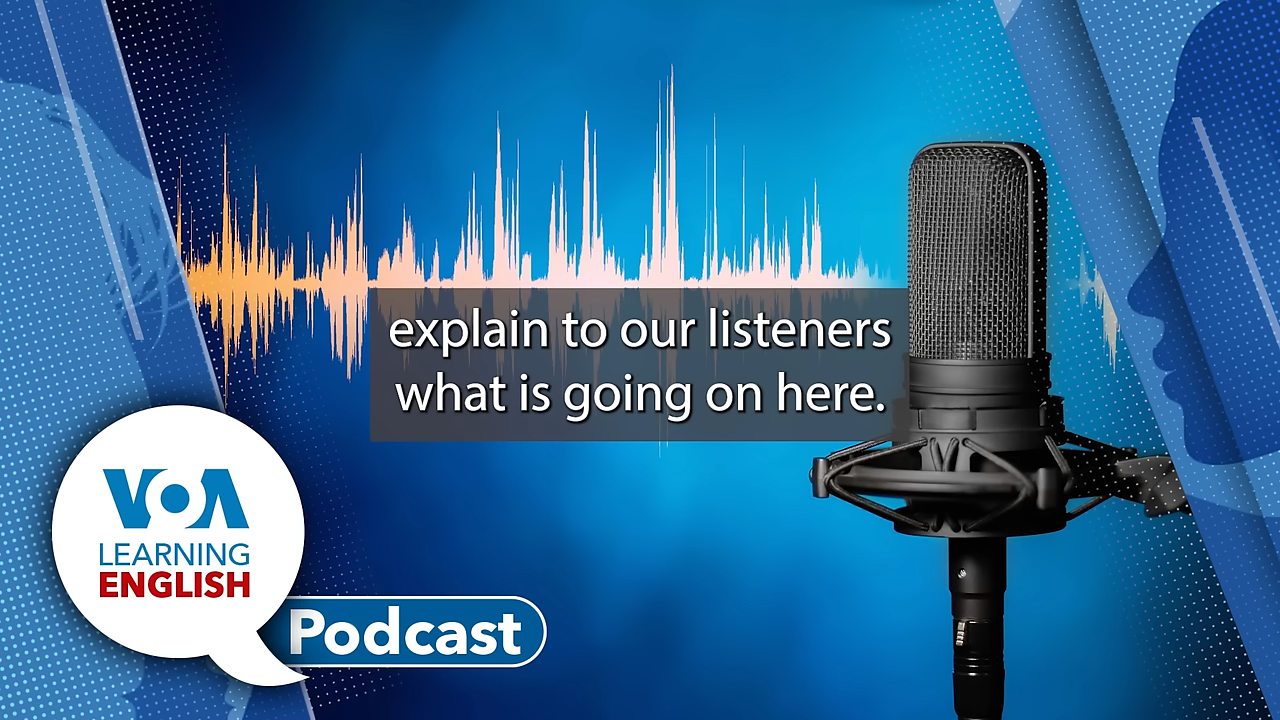 explain to our listeners
what is going on here.
VOA
LEARNING
ENGLISH
Podcast